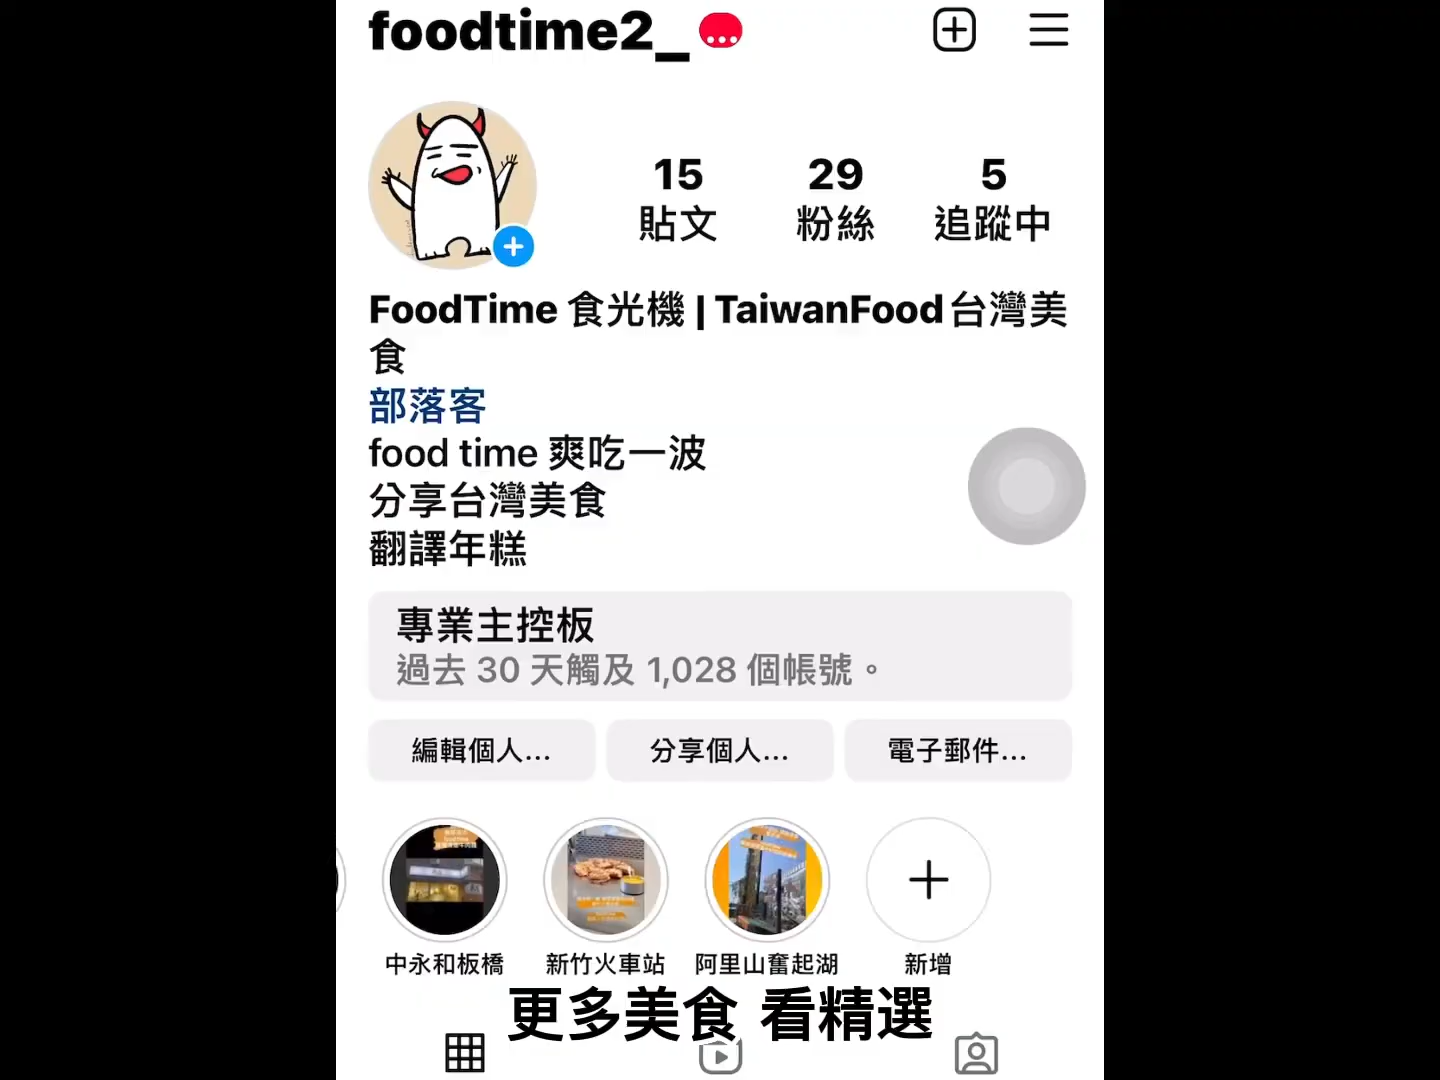 foodtime2_
15 29 5
貼文 粉絲 追蹤中
FoodTime 食光機 | TaiwanFood台灣美
食
部落客
food time 爽吃一波
分享台灣美食
翻譯年糕
專業主控板
過去 30 天觸及 1,028 個帳號。
編輯個人... 分享個人... 電子郵件...
中永和板橋 新竹火車站 阿里山奮起湖 新增
更多美食 看精選